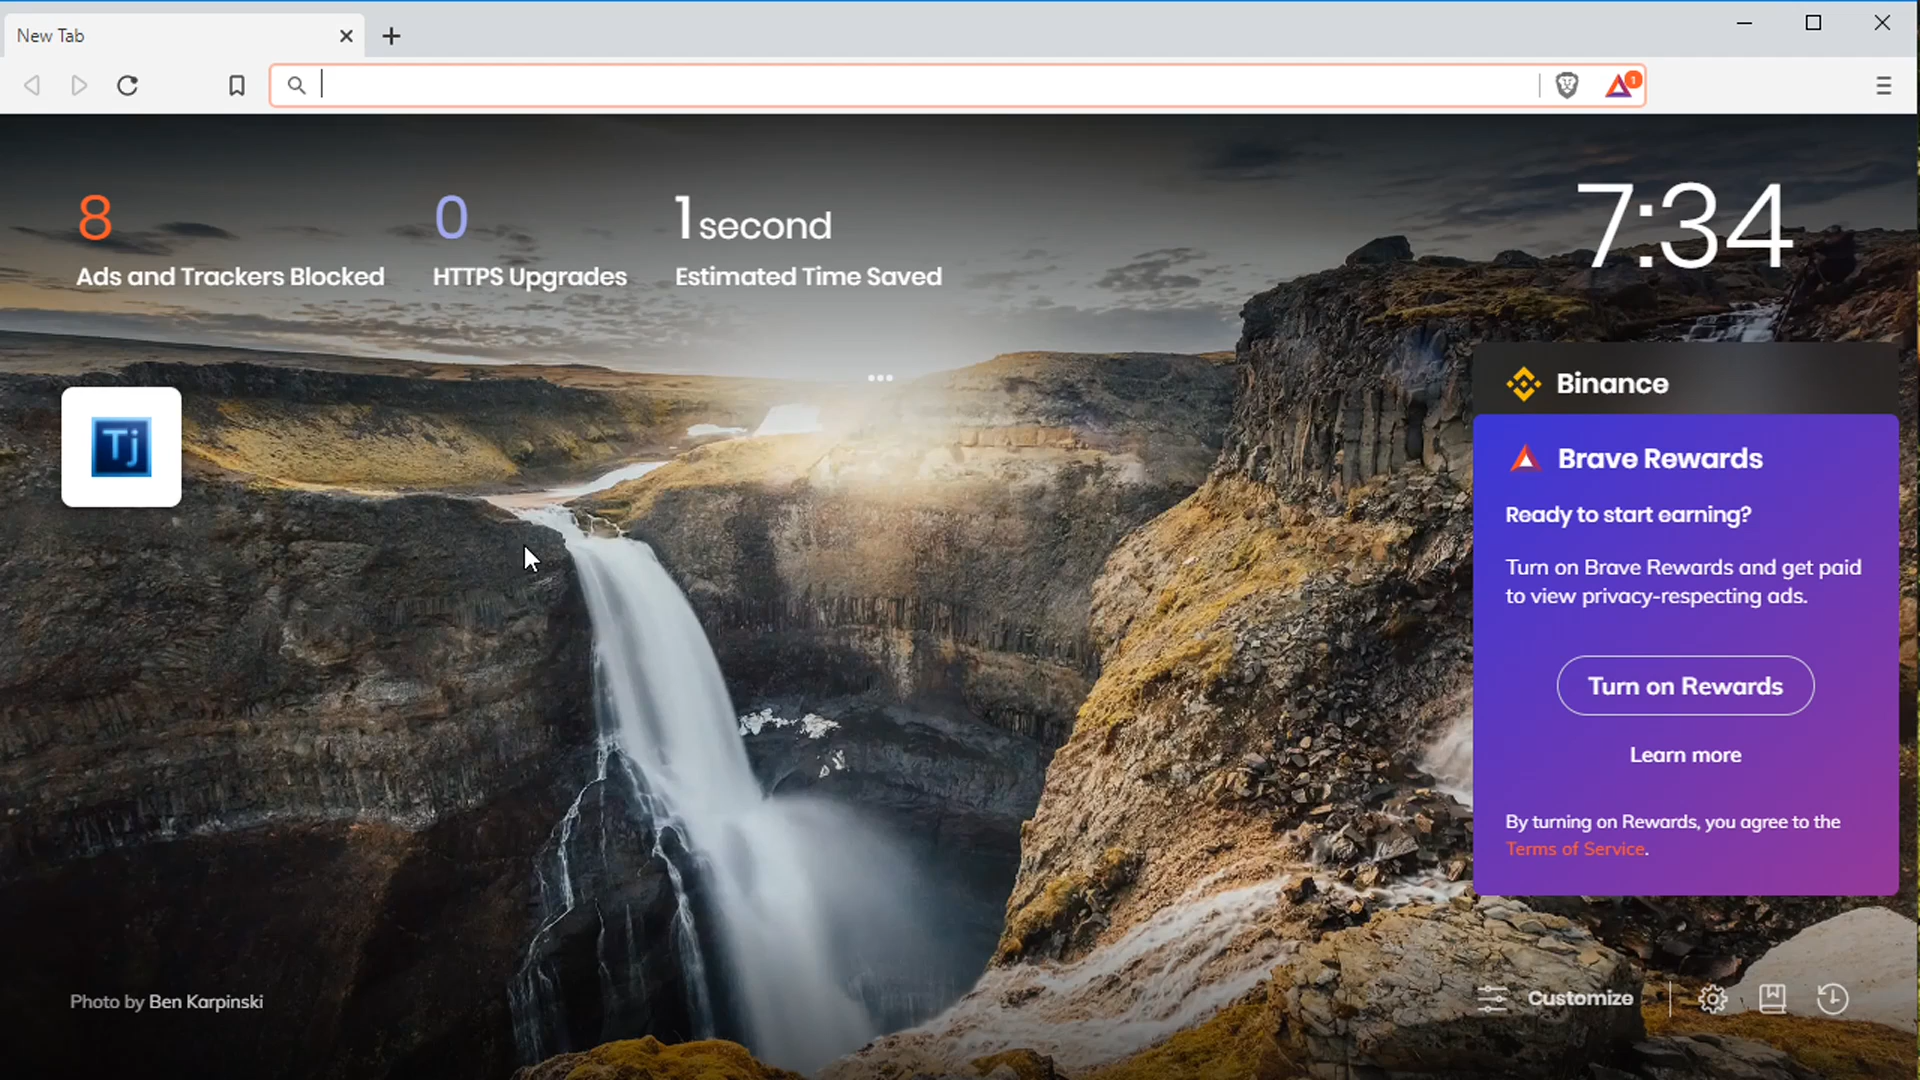 New Tab
1
8
Ads and Trackers Blocked
0
HTTPS Upgrades
1 second
Estimated Time Saved
7:34
Binance
Tj
Brave Rewards
Ready to start earning?
Turn on Brave Rewards and get paid
to view privacy-respecting ads.
Turn on Rewards
Learn more
By turning on Rewards, you agree to the
Terms of Service.
Photo by Ben Karpinski
Customize